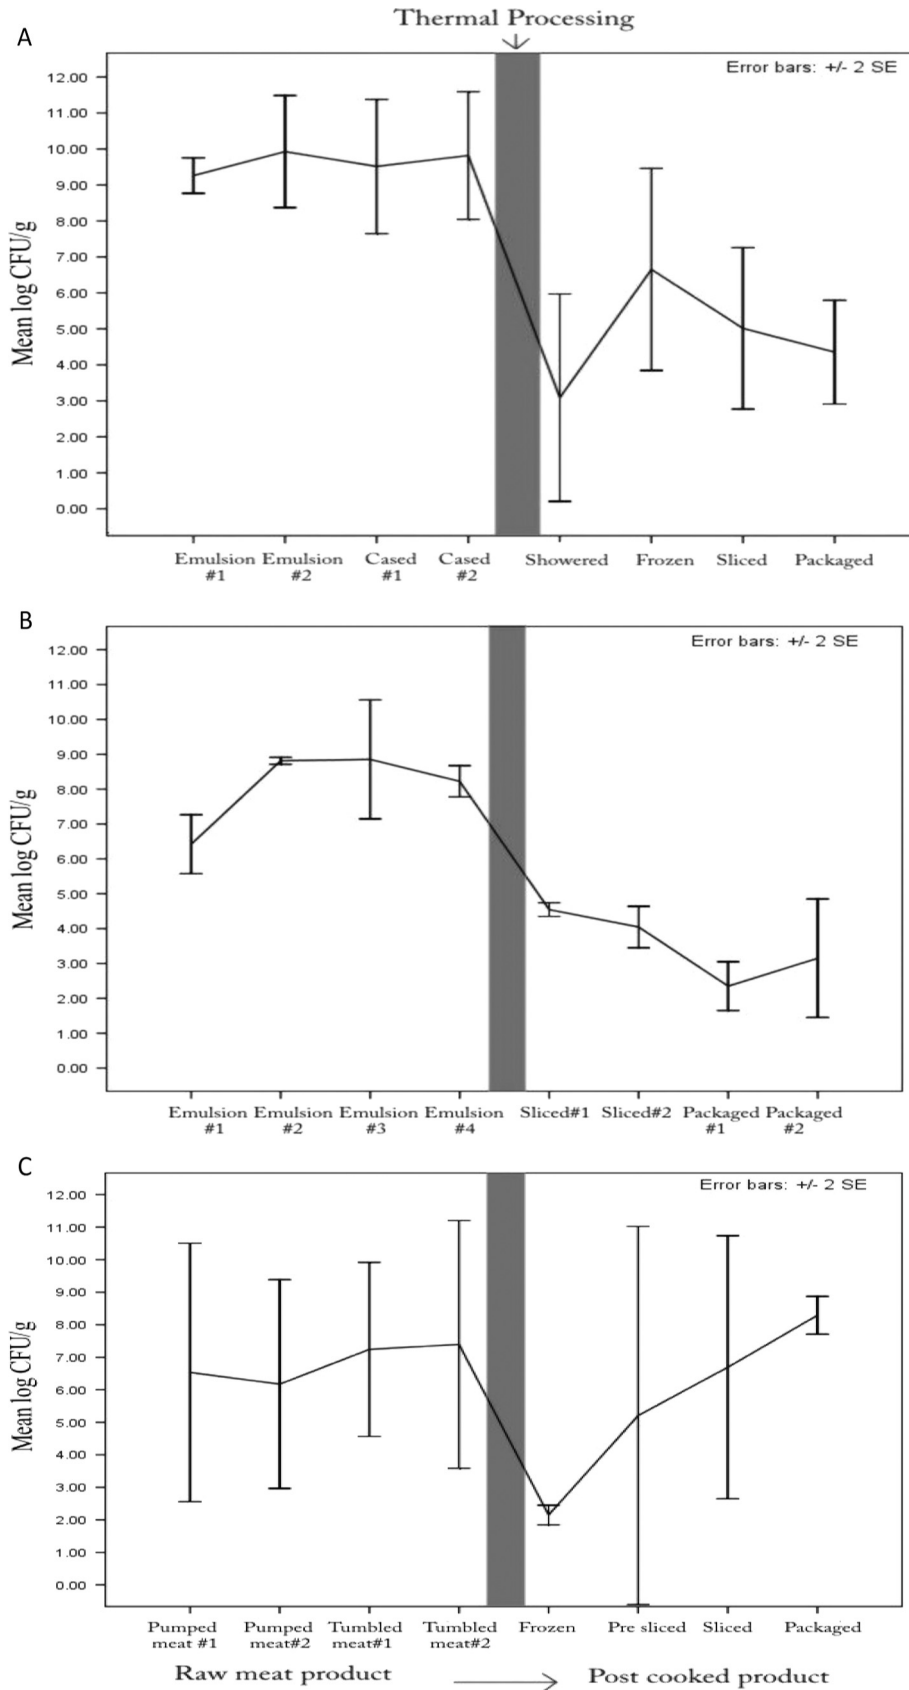 Thermal Processing
A
Error bars: +/- 2 SE
12.00
11.00
10.00
9.00
8.00
7.00
6.00
5.00
4.00
3.00
2.00
1.00
0.00
Mean log CFU/g
Emulsion #1
Emulsion #2
Cased #1
Cased #2
Showered
Frozen
Sliced
Packaged
B
Error bars: +/- 2 SE
12.00
11.00
10.00
9.00
8.00
7.00
6.00
5.00
4.00
3.00
2.00
1.00
0.00
Mean log CFU/g
Emulsion #1
Emulsion #2
Emulsion #3
Emulsion #4
Sliced#1
Sliced#2
Packaged #1
Packaged #2
C
Error bars: +/- 2 SE
12.00
11.00
10.00
9.00
8.00
7.00
6.00
5.00
4.00
3.00
2.00
1.00
0.00
Mean log CFU/g
Pumped meat #1
Pumped meat#2
Tumbled meat#1
Tumbled meat#2
Frozen
Pre sliced
Sliced
Packaged
Raw meat product
Post cooked product